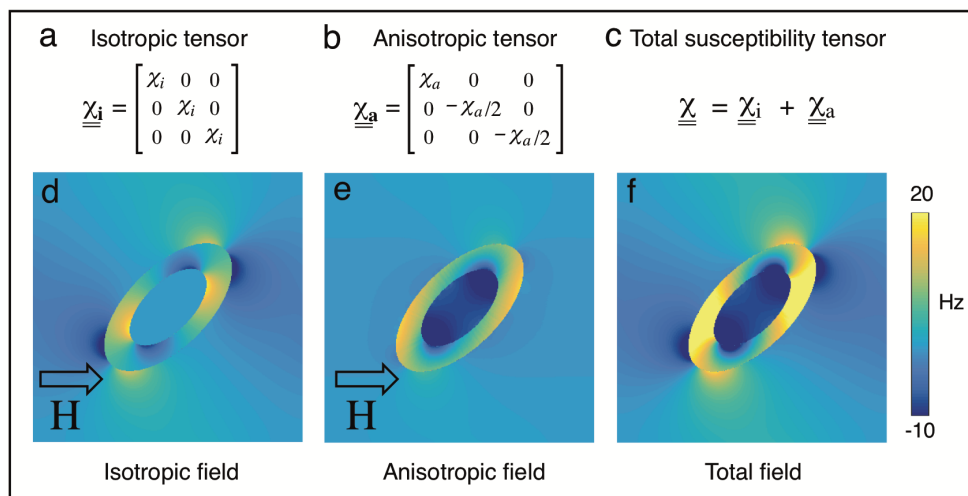 a Isotropic tensor
χi = [ χi 0 0
0 χi 0
0 0 χi ]
b Anisotropic tensor
χa = [ χa 0 0
0 -χa/2 0
0 0 -χa/2 ]
c Total susceptibility tensor
χ = χi + χa
d
H
Isotropic field
e
H
Anisotropic field
f
Total field
20
Hz
-10